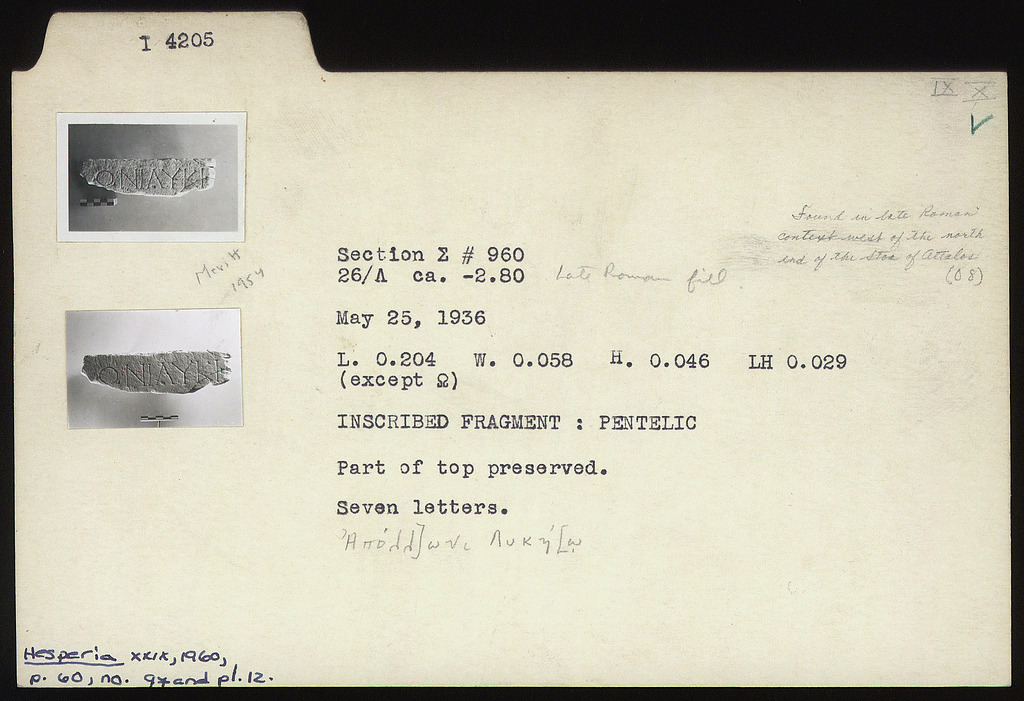 I 4205
IX X
ΩΝΙΛΥΚΗ
Meritt
1954
Found in late Roman
context west of the north
end of the Stoa of Attalos
(O 8)
Section Σ # 960
26/Λ ca. -2.80 Late Roman fill.
May 25, 1936
ΩΝΙΛΥΚΗ
L. 0.204 W. 0.058 H. 0.046 LH 0.029
(except Ω)
INSCRIBED FRAGMENT : PENTELIC
Part of top preserved.
Seven letters.
Ἀπόλλ]ωνι Λυκή[ῳ
Hesperia XXIX, 1960,
p. 60, no. 97 and pl. 12.